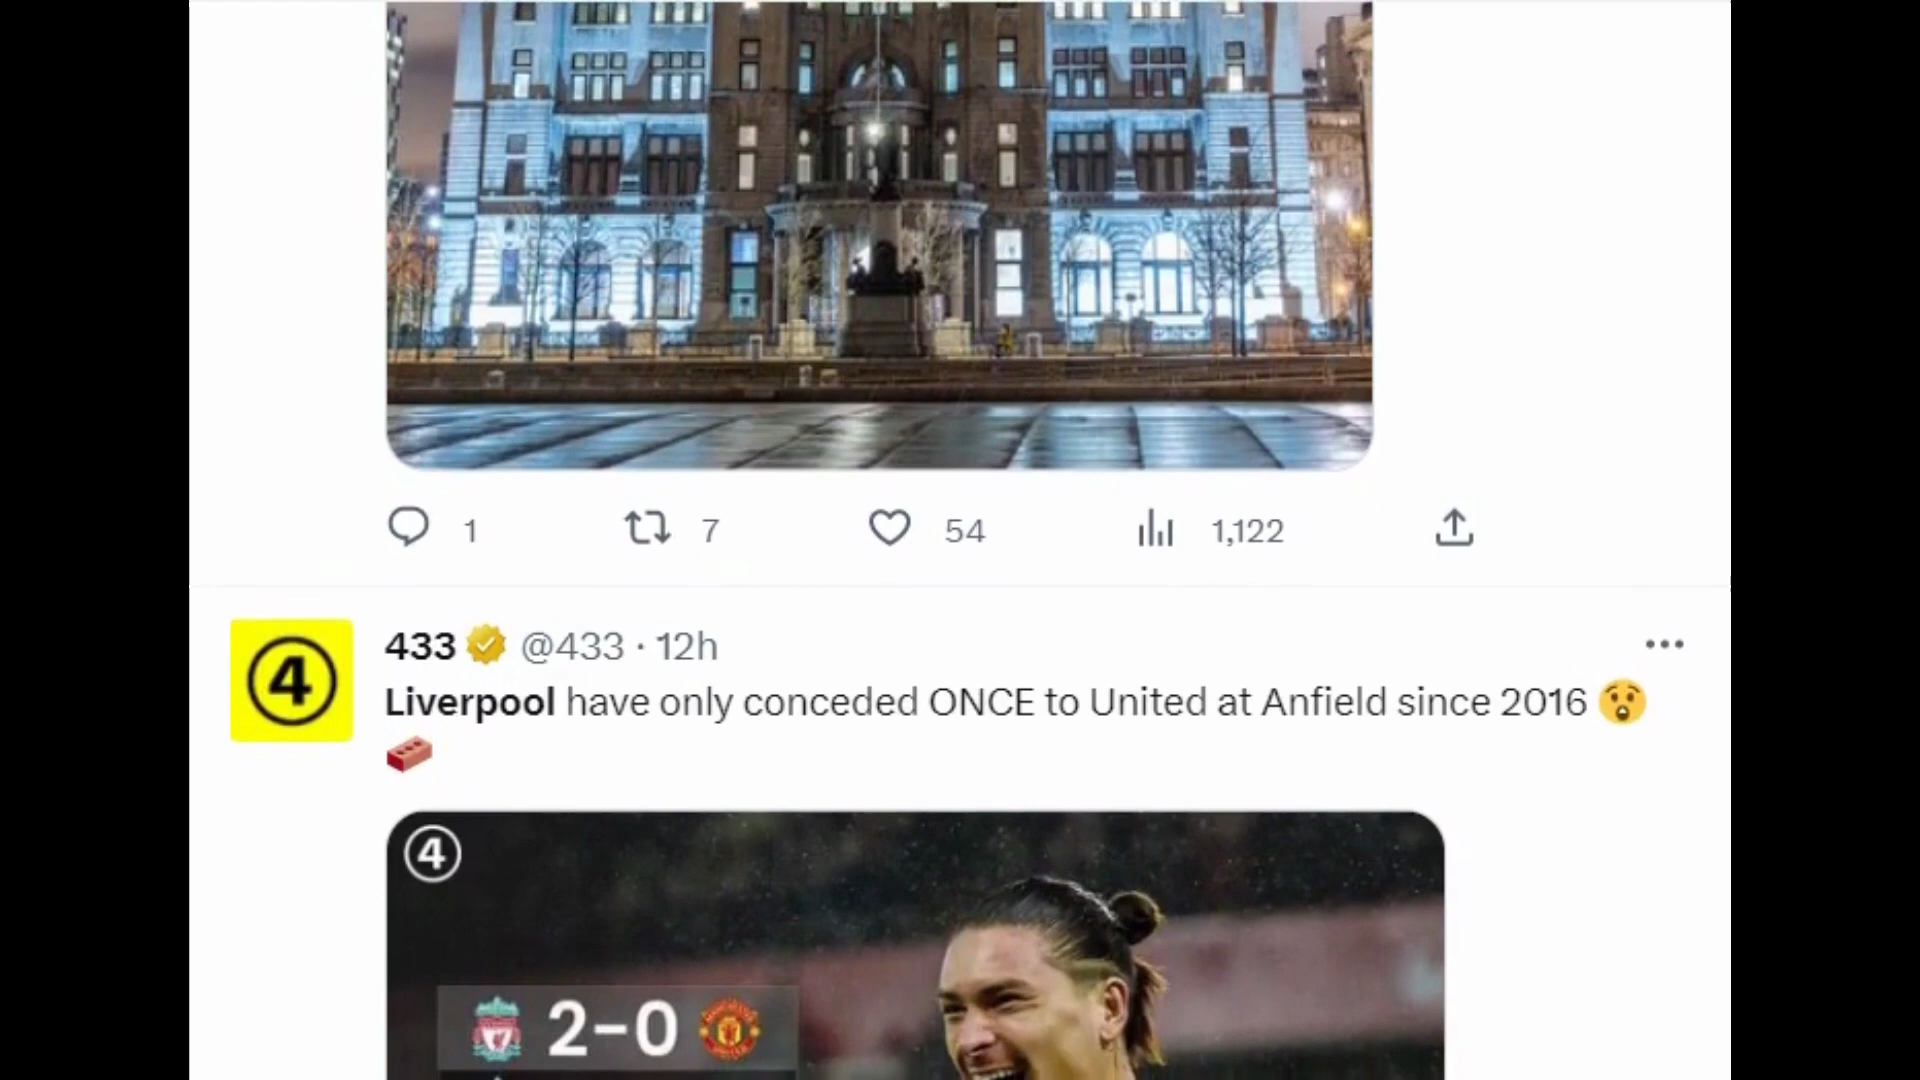 1 7 54 1,122
④
433 @433 · 12h
Liverpool have only conceded ONCE to United at Anfield since 2016 😲
🧱
④
2-0